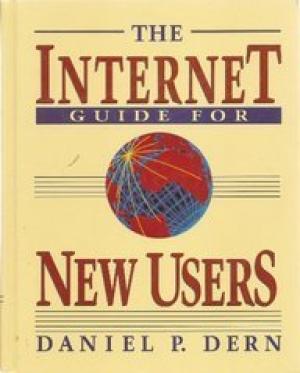 THE
INTERNET
GUIDE FOR
NEW USERS
DANIEL P. DERN